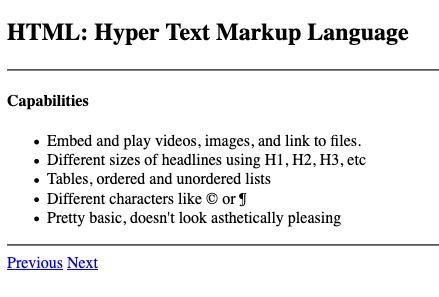 HTML: Hyper Text Markup Language
Capabilities
• Embed and play videos, images, and link to files.
• Different sizes of headlines using H1, H2, H3, etc
• Tables, ordered and unordered lists
• Different characters like © or ¶
• Pretty basic, doesn't look asthetically pleasing
Previous Next